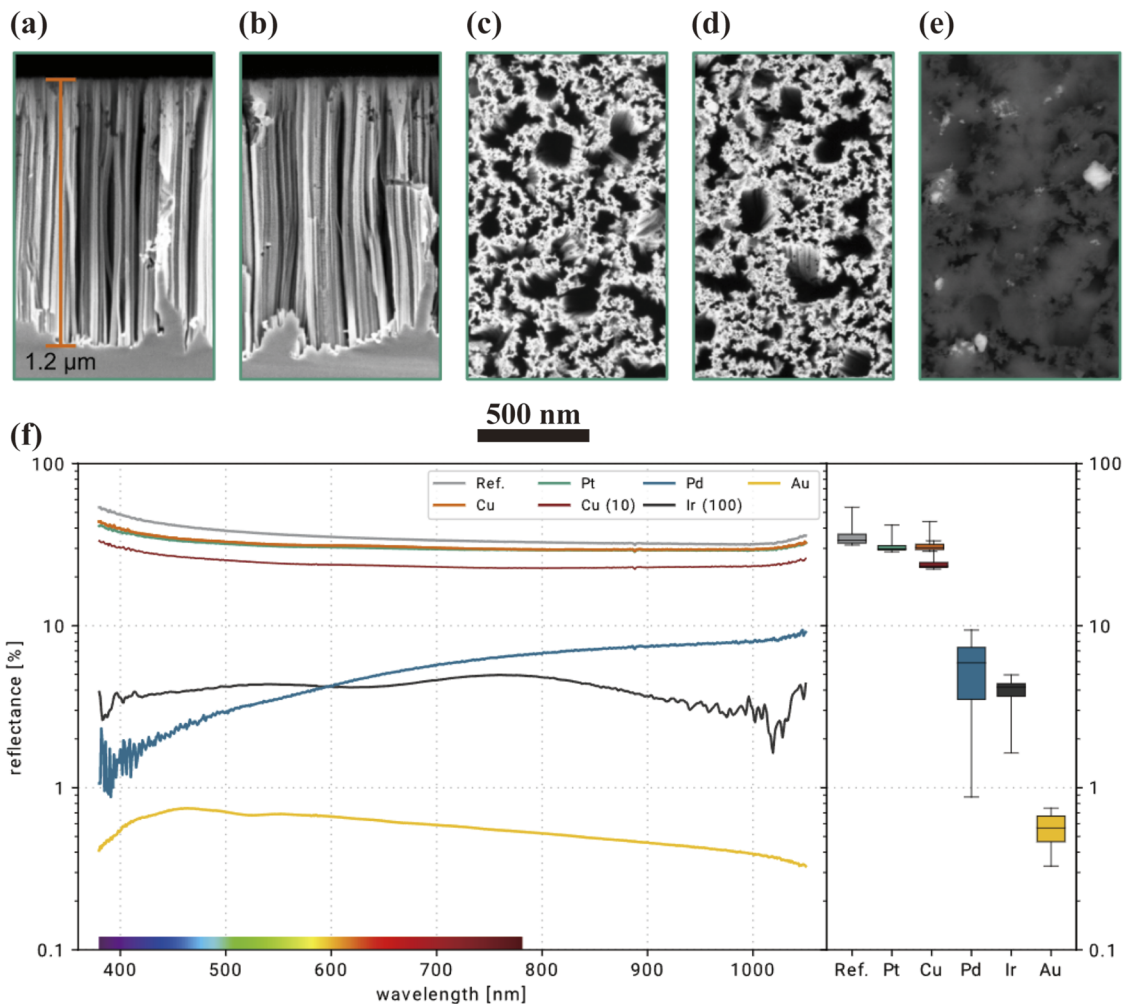 (a) (b) (c) (d) (e)
1.2 µm
500 nm
(f)
100 100
Ref. Pt Pd Au
Cu Cu (10) Ir (100)
10 10
reflectance [%]
1 1
0.1 0.1
400 500 600 700 800 900 1000 Ref. Pt Cu Pd Ir Au
wavelength [nm]